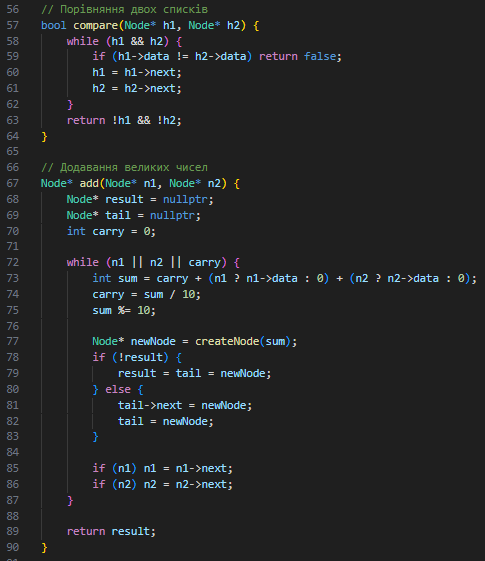 56 // Порівняння двох списків
57 bool compare(Node* h1, Node* h2) {
58 while (h1 && h2) {
59 if (h1->data != h2->data) return false;
60 h1 = h1->next;
61 h2 = h2->next;
62 }
63 return !h1 && !h2;
64 }
65
66 // Додавання великих чисел
67 Node* add(Node* n1, Node* n2) {
68 Node* result = nullptr;
69 Node* tail = nullptr;
70 int carry = 0;
71
72 while (n1 || n2 || carry) {
73 int sum = carry + (n1 ? n1->data : 0) + (n2 ? n2->data : 0);
74 carry = sum / 10;
75 sum %= 10;
76
77 Node* newNode = createNode(sum);
78 if (!result) {
79 result = tail = newNode;
80 } else {
81 tail->next = newNode;
82 tail = newNode;
83 }
84
85 if (n1) n1 = n1->next;
86 if (n2) n2 = n2->next;
87 }
88
89 return result;
90 }